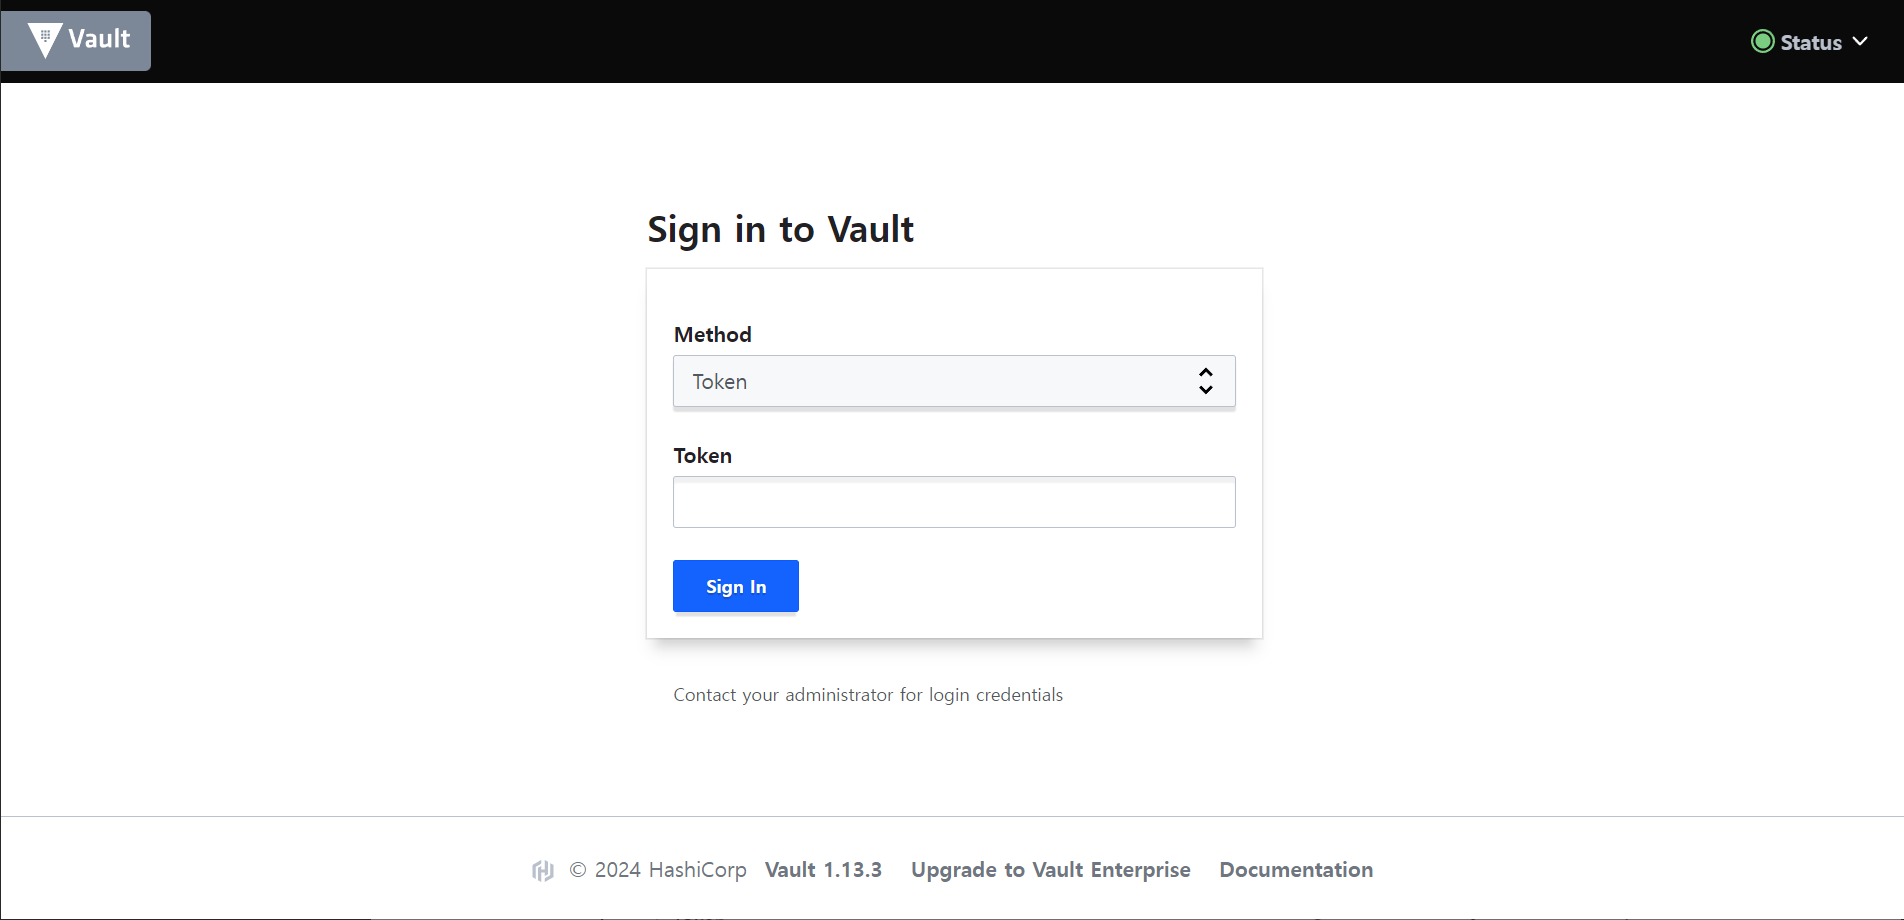 Vault
Status
Sign in to Vault
Method
Token
Token
Sign In
Contact your administrator for login credentials
© 2024 HashiCorp Vault 1.13.3 Upgrade to Vault Enterprise Documentation